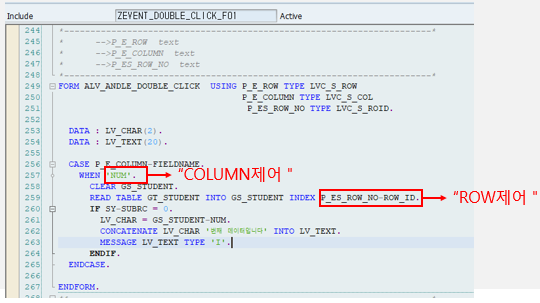 Include ZEVENT_DOUBLE_CLICK_F01 Active
244 *----------------------------------------------------------------------*
245 * -->P_E_ROW text
246 * -->P_E_COLUMN text
247 * -->P_ES_ROW_NO text
248 *----------------------------------------------------------------------*
249 FORM ALV_ANDLE_DOUBLE_CLICK USING P_E_ROW TYPE LVC_S_ROW
250 P_E_COLUMN TYPE LVC_S_COL
251 P_ES_ROW_NO TYPE LVC_S_ROID.
252
253 DATA : LV_CHAR(2).
254 DATA : LV_TEXT(20).
255
256 CASE P_E_COLUMN-FIELDNAME.
257 WHEN 'NUM'. “COLUMN제어 "
258 CLEAR GS_STUDENT.
259 READ TABLE GT_STUDENT INTO GS_STUDENT INDEX P_ES_ROW_NO-ROW_ID. “ROW제어 "
260 IF SY-SUBRC = 0.
261 LV_CHAR = GS_STUDENT-NUM.
262 CONCATENATE LV_CHAR '번째 데이터입니다' INTO LV_TEXT.
263 MESSAGE LV_TEXT TYPE 'I'.
264 ENDIF.
265 ENDCASE.
266
267 ENDFORM.
268